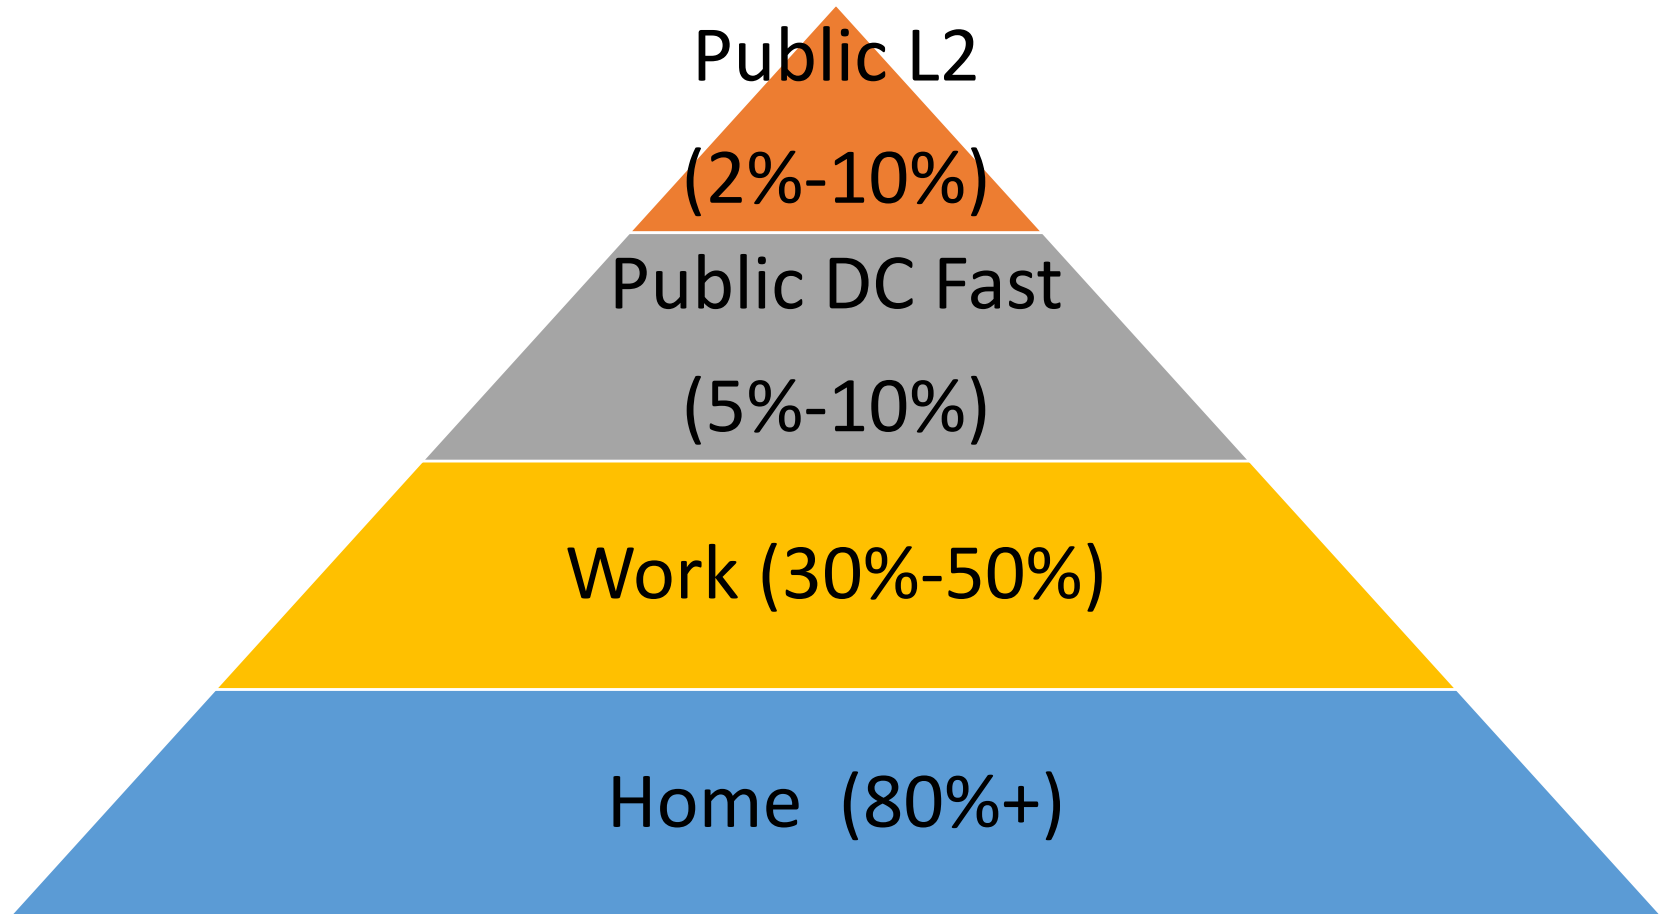 Public L2
(2%-10%)
Public DC Fast
(5%-10%)
Work (30%-50%)
Home  (80%+)